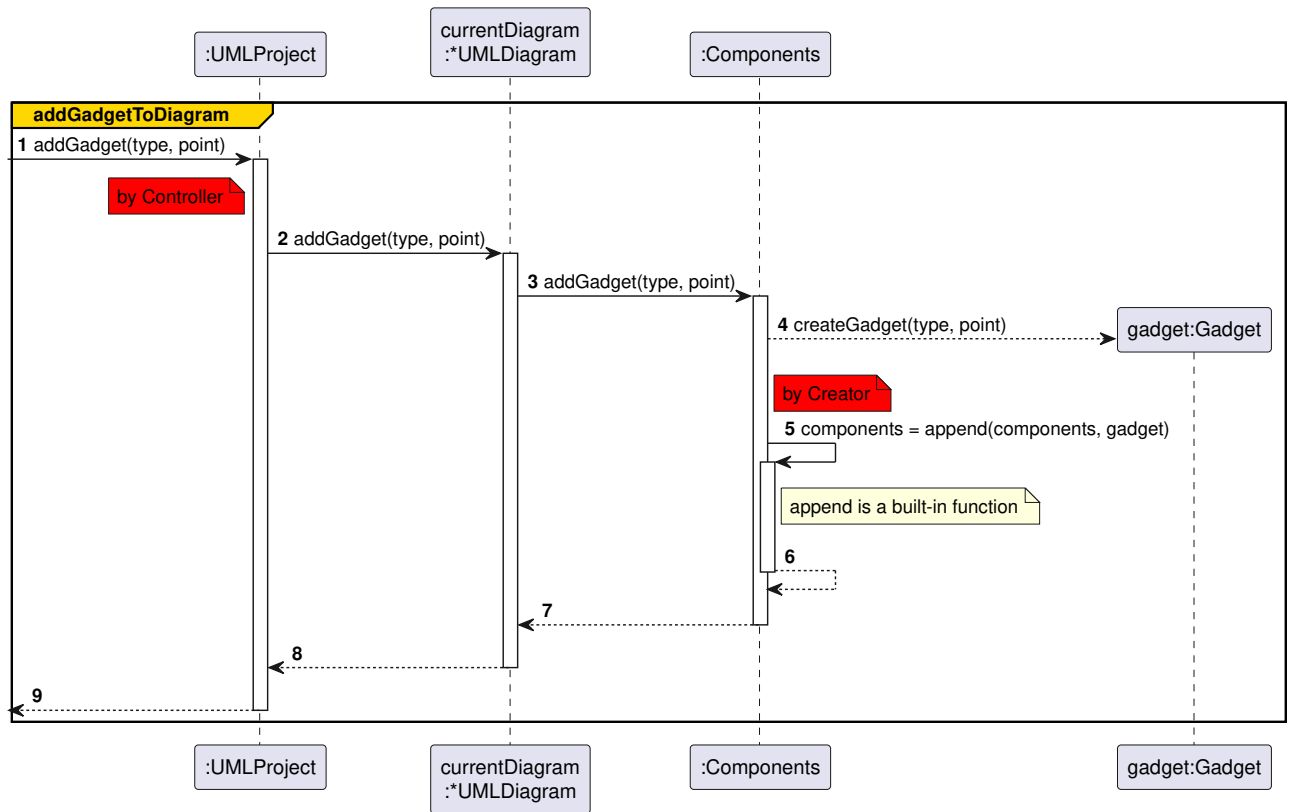 :UMLProject
currentDiagram
:*UMLDiagram
:Components
addGadgetToDiagram
1 addGadget(type, point)
by Controller
2 addGadget(type, point)
3 addGadget(type, point)
4 createGadget(type, point)
gadget:Gadget
by Creator
5 components = append(components, gadget)
append is a built-in function
6
7
8
9
:UMLProject
currentDiagram
:*UMLDiagram
:Components
gadget:Gadget